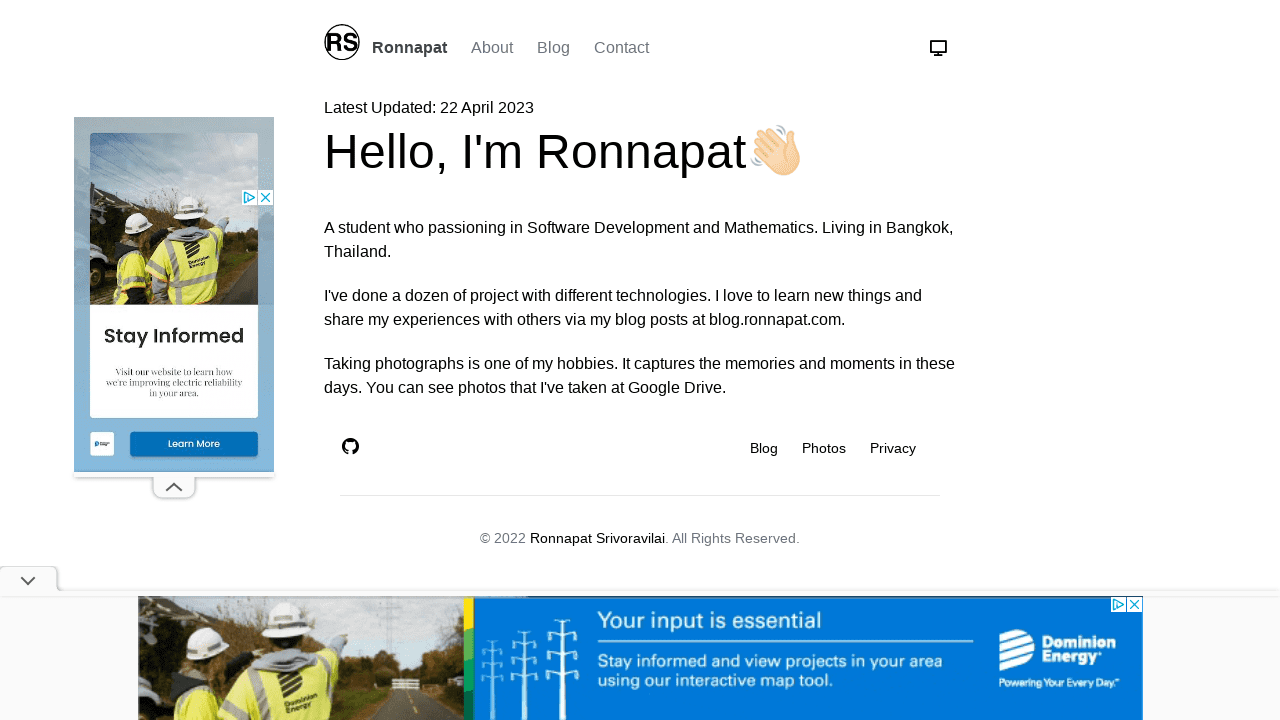 RS Ronnapat About Blog Contact
Latest Updated: 22 April 2023
Hello, I'm Ronnapat
A student who passioning in Software Development and Mathematics. Living in Bangkok,
Thailand.
I've done a dozen of project with different technologies. I love to learn new things and
share my experiences with others via my blog posts at blog.ronnapat.com.
Taking photographs is one of my hobbies. It captures the memories and moments in these
days. You can see photos that I've taken at Google Drive.
Blog Photos Privacy
© 2022 Ronnapat Srivoravilai. All Rights Reserved.
Dominion
Energy
Stay Informed
Visit our website to learn how
we're improving electric reliability
in your area.
Learn More
Your input is essential
Stay informed and view projects in your area
using our interactive map tool.
Dominion
Energy®
Powering Your Every Day.℠